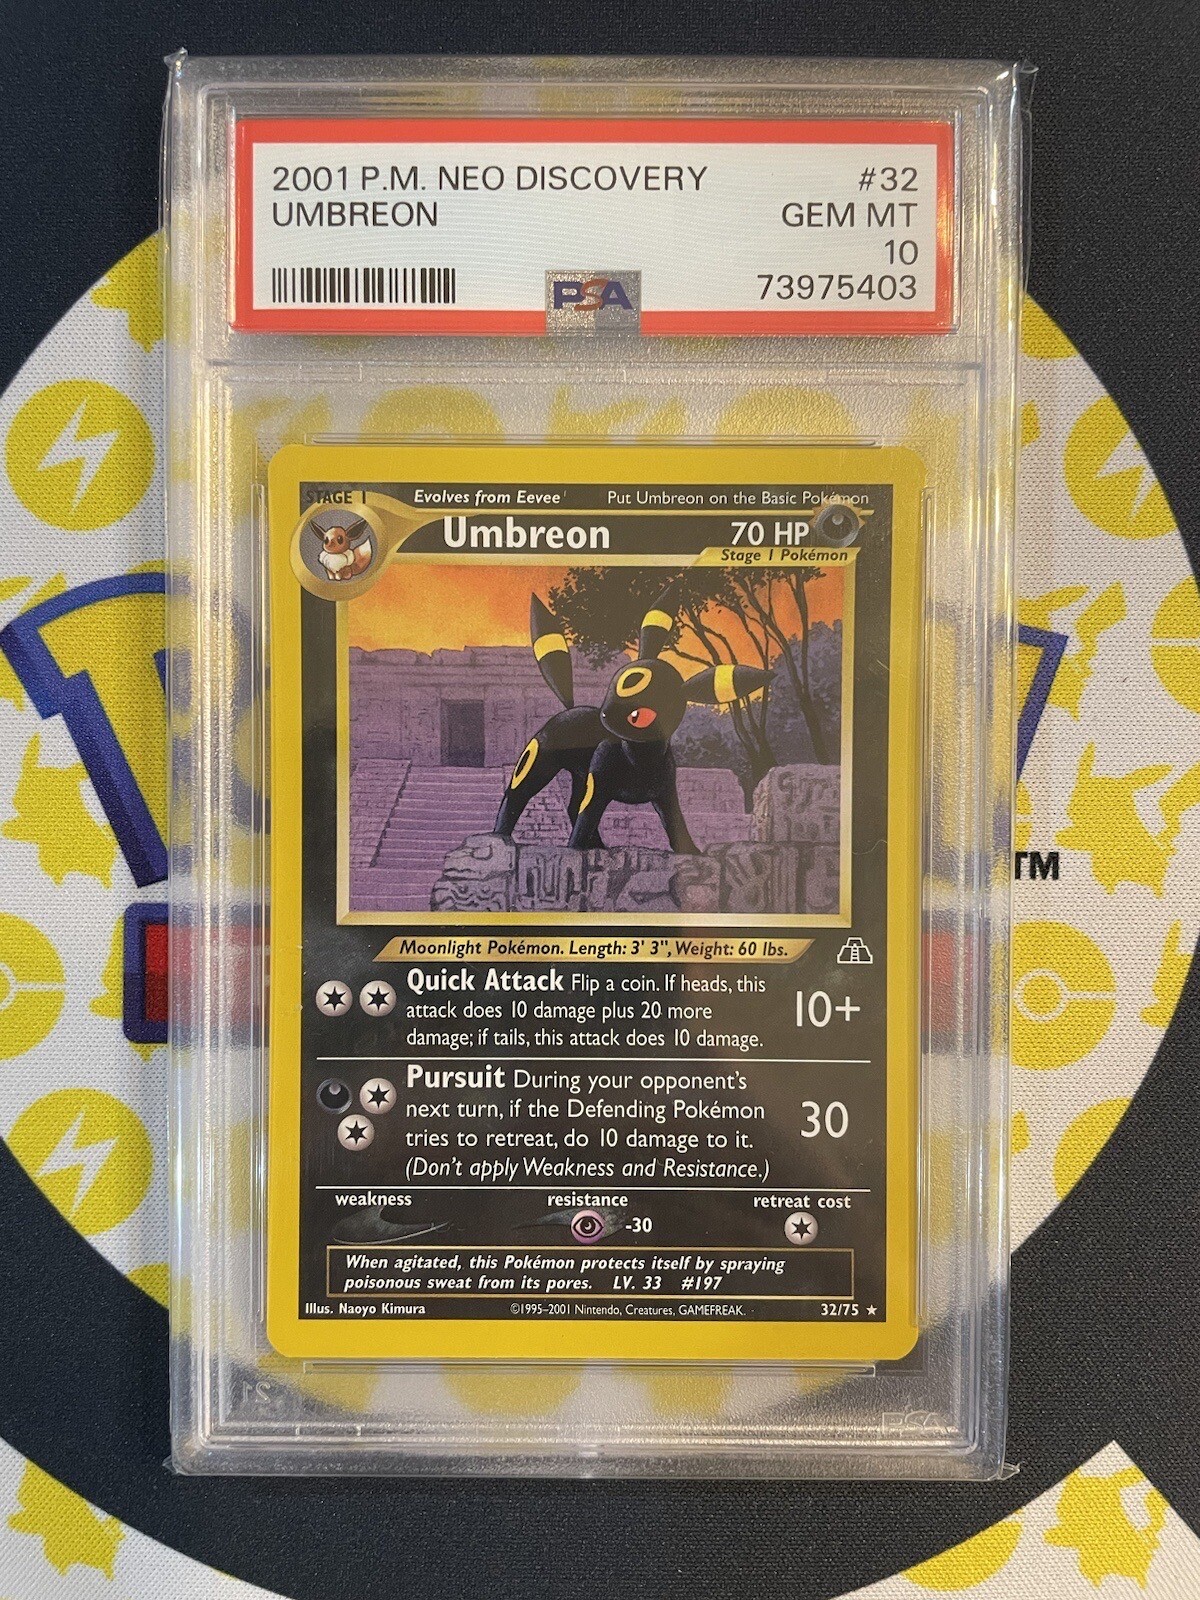 2001 P.M. NEO DISCOVERY #32
UMBREON GEM MT
10
PSA 73975403
STAGE 1 Evolves from Eevee Put Umbreon on the Basic Pokémon
Umbreon 70 HP
Stage 1 Pokémon
TM
Moonlight Pokémon. Length: 3' 3", Weight: 60 lbs.
Quick Attack Flip a coin. If heads, this
attack does 10 damage plus 20 more
damage; if tails, this attack does 10 damage.
10+
Pursuit During your opponent's
next turn, if the Defending Pokémon
tries to retreat, do 10 damage to it.
(Don't apply Weakness and Resistance.)
30
weakness resistance retreat cost
-30
When agitated, this Pokémon protects itself by spraying
poisonous sweat from its pores. LV. 33 #197
Illus. Naoyo Kimura ©1995–2001 Nintendo, Creatures, GAMEFREAK. 32/75 ★
PSA